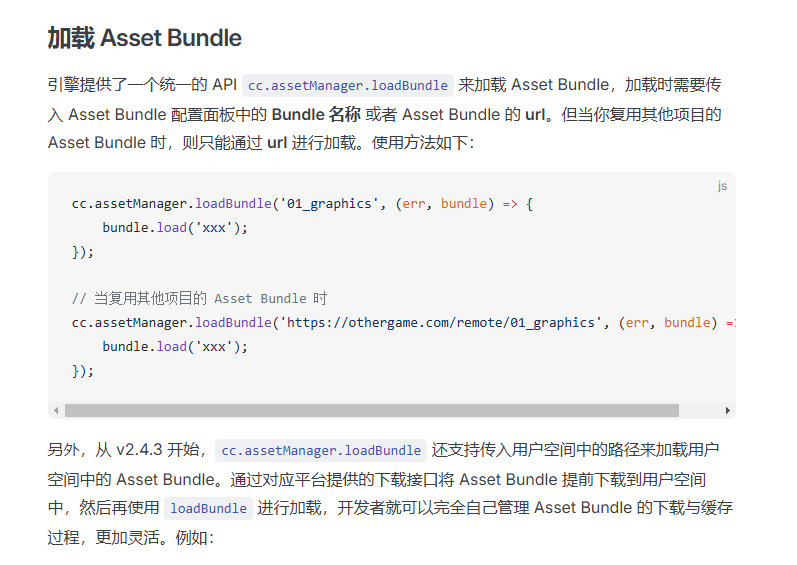 加载 Asset Bundle
引擎提供了一个统一的 API cc.assetManager.loadBundle 来加载 Asset Bundle，加载时需要传
入 Asset Bundle 配置面板中的 Bundle 名称 或者 Asset Bundle 的 url。但当你复用其他项目的
Asset Bundle 时，则只能通过 url 进行加载。使用方法如下：
js
cc.assetManager.loadBundle('01_graphics', (err, bundle) => {
    bundle.load('xxx');
});
// 当复用其他项目的 Asset Bundle 时
cc.assetManager.loadBundle('https://othergame.com/remote/01_graphics', (err, bundle) =>
    bundle.load('xxx');
});
另外，从 v2.4.3 开始，cc.assetManager.loadBundle 还支持传入用户空间中的路径来加载用户
空间中的 Asset Bundle。通过对应平台提供的下载接口将 Asset Bundle 提前下载到用户空间
中，然后再使用 loadBundle 进行加载，开发者就可以完全自己管理 Asset Bundle 的下载与缓存
过程，更加灵活。例如：